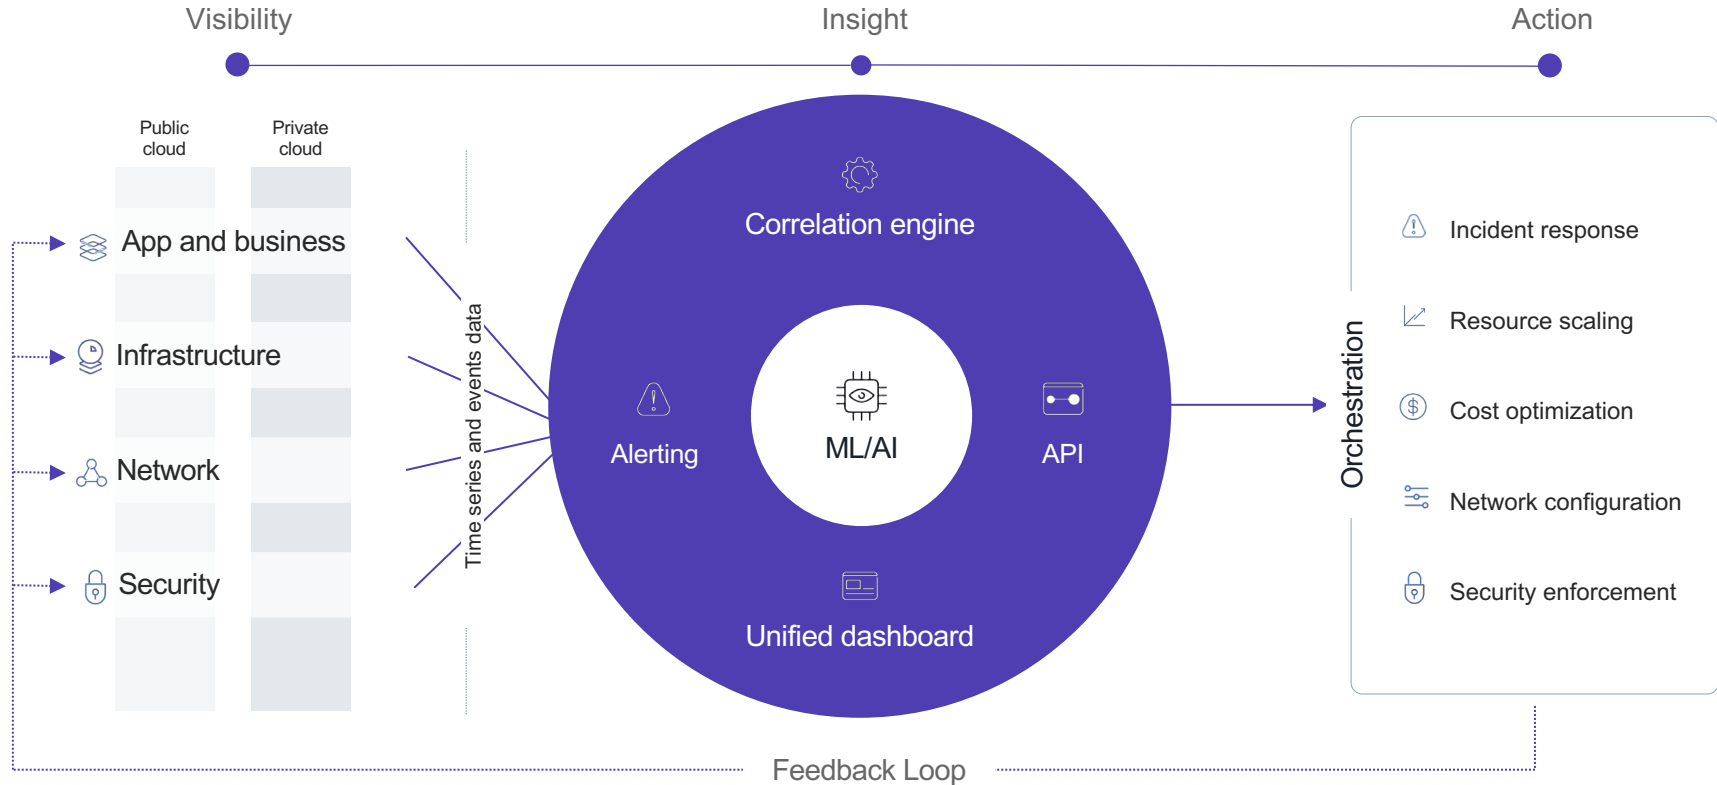 Visibility
Insight
Action
Public
cloud
Private
cloud
App and business
Infrastructure
Network
Security
Time series and events data
Correlation engine
Alerting
ML/AI
API
Unified dashboard
Orchestration
Incident response
Resource scaling
Cost optimization
Network configuration
Security enforcement
Feedback Loop